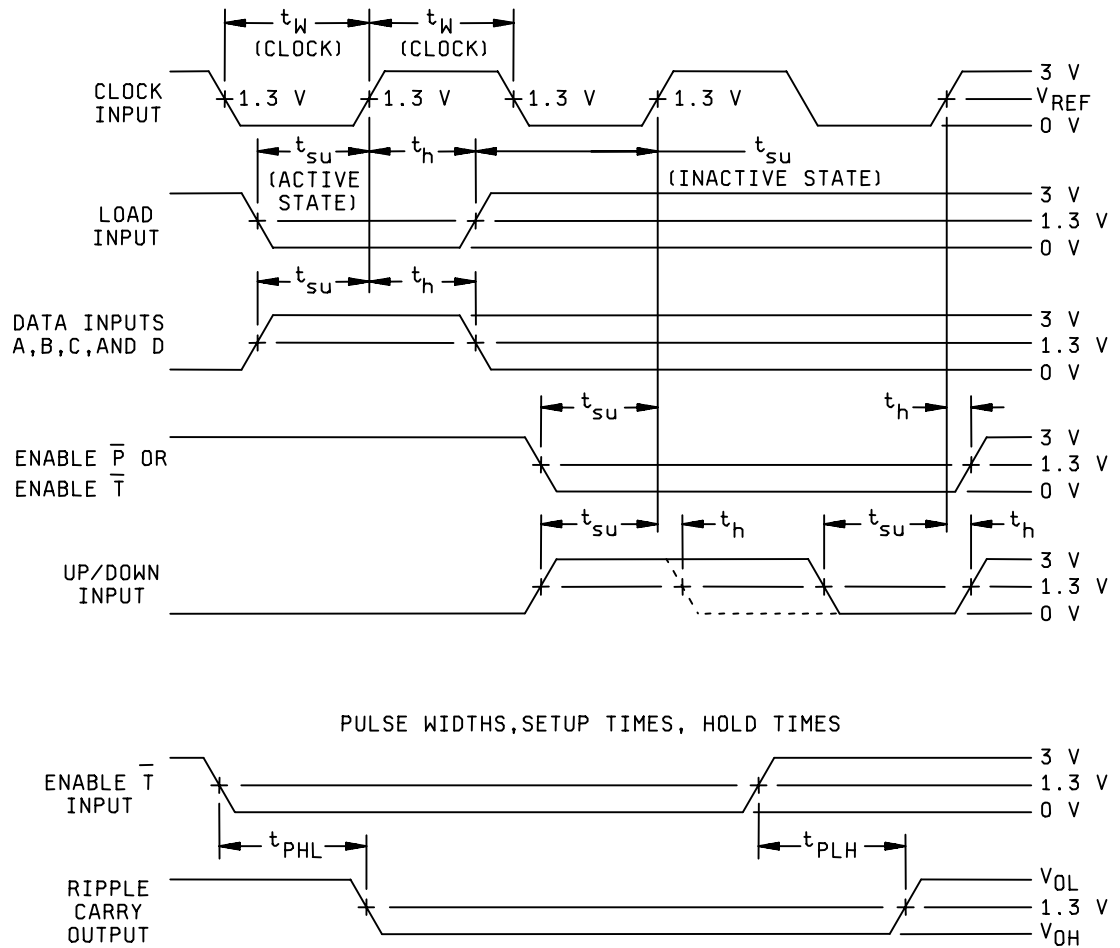 t_W t_W
(CLOCK) (CLOCK)
CLOCK INPUT
1.3 V 1.3 V 1.3 V 1.3 V
3 V
V_REF
0 V
t_su t_h t_su
(ACTIVE STATE)
(INACTIVE STATE)
LOAD INPUT
3 V
1.3 V
0 V
t_su t_h
DATA INPUTS
A,B,C,AND D
3 V
1.3 V
0 V
t_su t_h
ENABLE P̅ OR
ENABLE T̅
3 V
1.3 V
0 V
t_su t_h t_su t_h
UP/DOWN
INPUT
3 V
1.3 V
0 V
PULSE WIDTHS,SETUP TIMES, HOLD TIMES
ENABLE T̅
INPUT
3 V
1.3 V
0 V
t_PHL t_PLH
RIPPLE
CARRY
OUTPUT
V_OL
1.3 V
V_OH